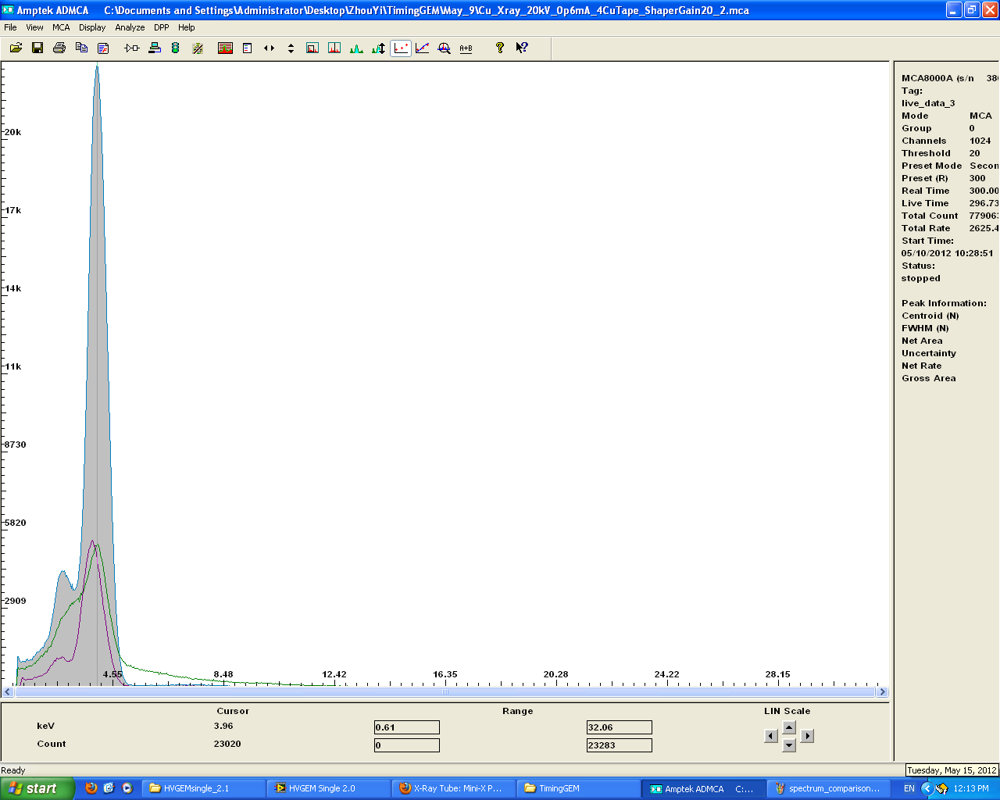 Amptek ADMCA C:\Documents and Settings\Administrator\Desktop\ZhouYi\TimingGEM\May_9\Cu_Xray_20kV_0p6mA_4CuTape_ShaperGain20_2.mca
File View MCA Display Analyze DPP Help
A+B
20k
17k
14k
11k
8730
5820
2909
4.55 8.48 12.42 16.35 20.28 24.22 28.15
MCA8000A (s/n 38
Tag:
live_data_3
Mode MCA
Group 0
Channels 1024
Threshold 20
Preset Mode Secon
Preset (R) 300
Real Time 300.00
Live Time 296.73
Total Count 77906
Total Rate 2625.4
Start Time:
05/10/2012 10:28:51
Status:
stopped
Peak Information:
Centroid (N)
FWHM (N)
Net Area
Uncertainty
Net Rate
Gross Area
Cursor Range LIN Scale
keV 3.96 0.61 32.06
Count 23020 0 23283
Ready
Tuesday, May 15, 2012
start HVGEMsingle_2.1 HVGEM Single 2.0 X-Ray Tube: Mini-X P... TimingGEM Amptek ADMCA C:... spectrum_comparison... EN 12:13 PM